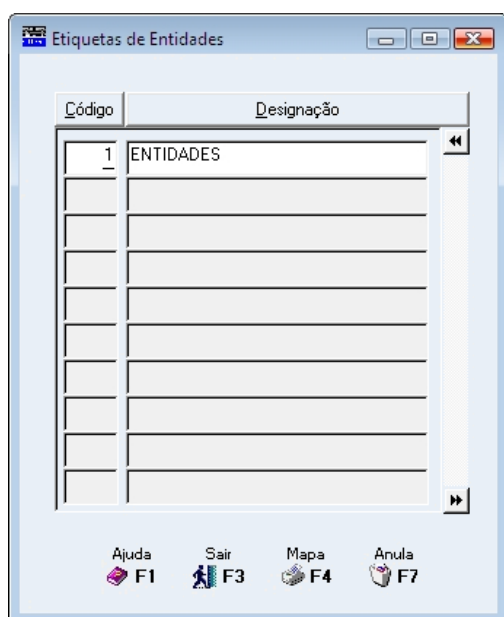 Etiquetas de Entidades
Código Designação
1 ENTIDADES
Ajuda Sair Mapa Anula
F1 F3 F4 F7